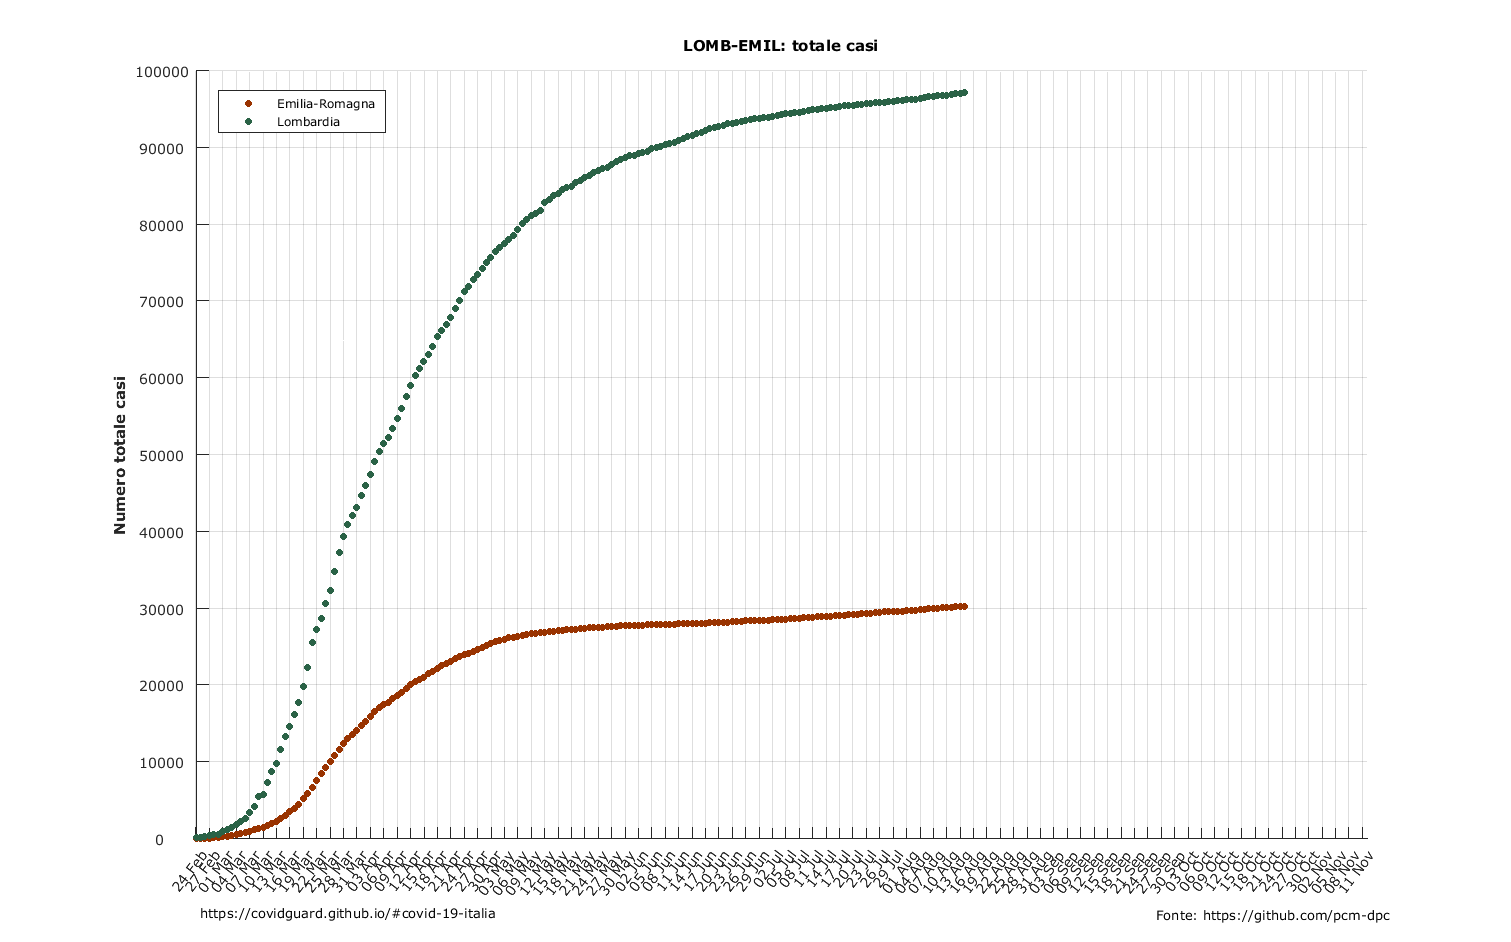 LOMB-EMIL: totale casi
100000
90000
80000
70000
60000
50000
40000
30000
20000
10000
0
Numero totale casi
Emilia-Romagna
Lombardia
24 Feb
27 Feb
01 Mar
04 Mar
07 Mar
10 Mar
13 Mar
16 Mar
19 Mar
22 Mar
25 Mar
28 Mar
31 Mar
03 Apr
06 Apr
09 Apr
12 Apr
15 Apr
18 Apr
21 Apr
24 Apr
27 Apr
30 Apr
03 May
06 May
09 May
12 May
15 May
18 May
21 May
24 May
27 May
30 May
02 Jun
05 Jun
08 Jun
11 Jun
14 Jun
17 Jun
20 Jun
23 Jun
26 Jun
29 Jun
02 Jul
05 Jul
08 Jul
11 Jul
14 Jul
17 Jul
20 Jul
23 Jul
26 Jul
29 Jul
01 Aug
04 Aug
07 Aug
10 Aug
13 Aug
16 Aug
19 Aug
22 Aug
25 Aug
28 Aug
31 Aug
03 Sep
06 Sep
09 Sep
12 Sep
15 Sep
18 Sep
21 Sep
24 Sep
27 Sep
30 Sep
03 Oct
06 Oct
09 Oct
12 Oct
15 Oct
18 Oct
21 Oct
24 Oct
27 Oct
30 Oct
02 Nov
05 Nov
08 Nov
11 Nov
https://covidguard.github.io/#covid-19-italia
Fonte: https://github.com/pcm-dpc